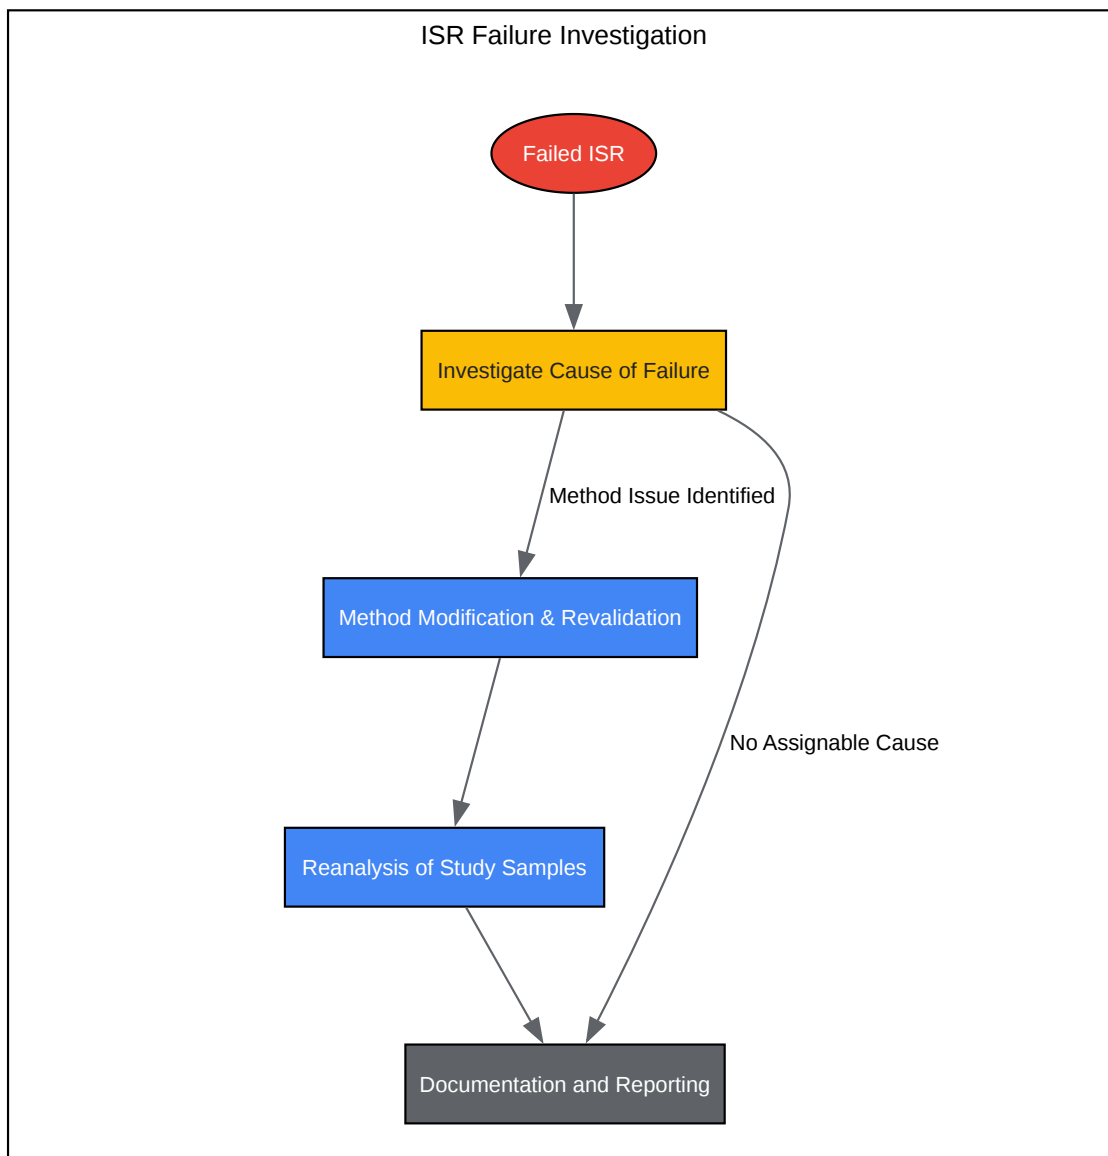 ISR Failure Investigation
Failed ISR
Investigate Cause of Failure
Method Issue Identified
Method Modification & Revalidation
No Assignable Cause
Reanalysis of Study Samples
Documentation and Reporting